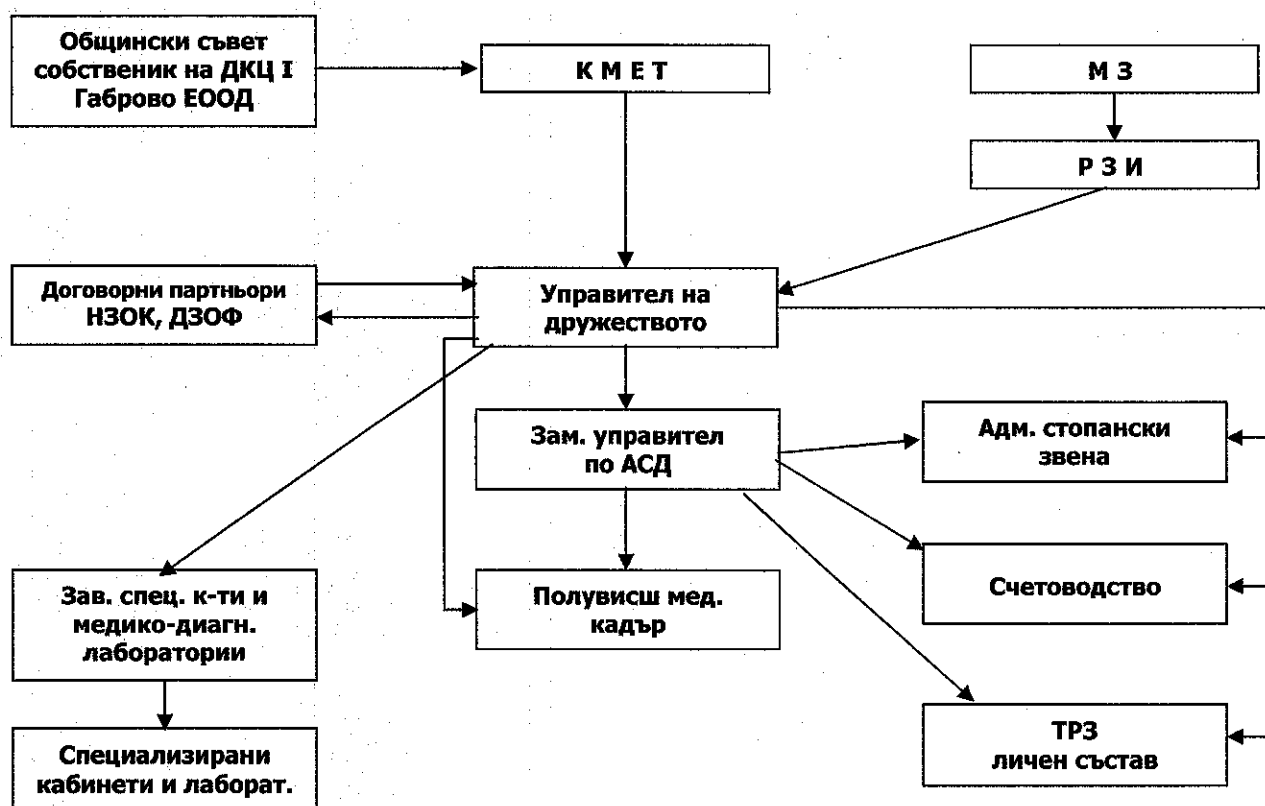 Общински съвет
собственик на ДКЦ I
Габрово ЕООД
К М Е Т
М З
Р З И
Договорни партньори
НЗОК, ДЗОФ
Управител на
дружеството
Зам. управител
по АСД
Адм. стопански
звена
Зав. спец. к-ти и
медико-диагн.
лаборатории
Полувисш мед.
кадър
Счетоводство
Специализирани
кабинети и лаборат.
ТРЗ
личен състав